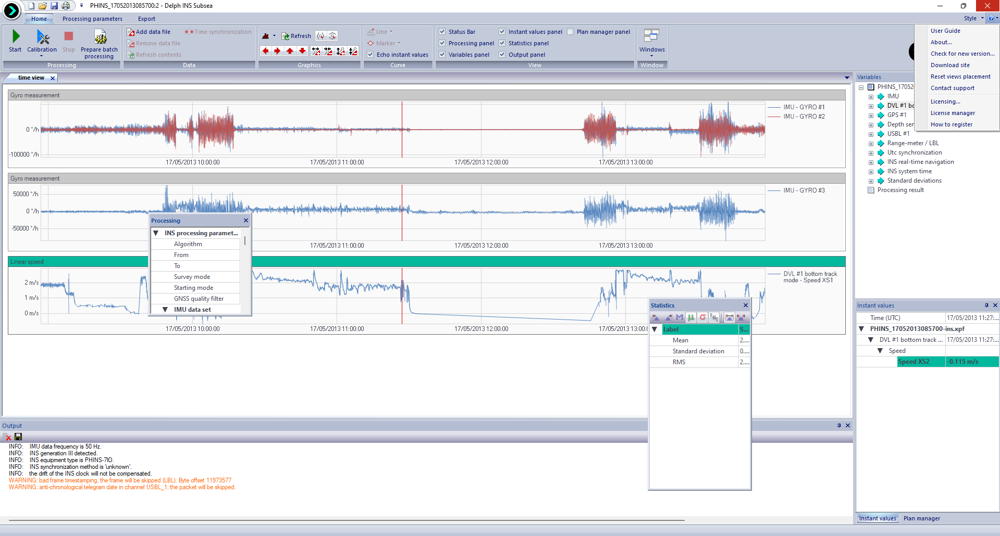 PHINS_17052013085700:2 - Delph INS Subsea
Home Processing parameters Export Style
Start Calibration Stop Prepare batch processing
Processing
Add data file Time synchronization
Remove data file
Refresh contents
Data
Refresh
Graphics
Line
Marker
Echo instant values
Curve
Status Bar Instant values panel Plan manager panel
Processing panel Statistics panel
Variables panel Output panel
View
Windows
Window
User Guide
About...
Check for new version...
Download site
Reset views placement
Contact support
Licensing...
License manager
How to register
time view
Gyro measurement
0 °/h
-100000 °/h
17/05/2013 10:00:00 17/05/2013 11:00:00 17/05/2013 12:00:00 17/05/2013 13:00:00
IMU - GYRO #1
IMU - GYRO #2
Gyro measurement
50000 °/h
0 °/h
-50000 °/h
17/05/2013 11:00:00 17/05/2013 12:00:00 17/05/2013 13:00:00
IMU - GYRO #3
Processing
INS processing paramet...
Algorithm
From
To
Survey mode
Starting mode
GNSS quality filter
IMU data set
Linear speed
2 m/s
1 m/s
0 m/s
17/05/2013 10:00:00 17/05/2013 11:00:00 17/05/2013 12:00:00 17/05/2013 13:00:0
DVL #1 bottom track
mode - Speed XS1
Statistics
M μ σ RMS
Label S...
Mean 2....
Standard deviation 0....
RMS 2....
Variables
PHINS_17052
IMU
DVL #1 bo
GPS #1
Depth ser
USBL #1
Range-meter / LBL
Utc synchronization
INS real-time navigation
INS system time
Standard deviations
Processing result
Instant values
Time (UTC) 17/05/2013 11:27:...
PHINS_17052013085700-ins.xpf
DVL #1 bottom track ... 17/05/2013 11:27:...
Speed
Speed XS2 -0.115 m/s
Instant values Plan manager
Output
INFO: IMU data frequency is 50 Hz.
INFO: INS generation III detected.
INFO: INS equipment type is PHINS-7IO.
INFO: INS synchronization method is 'unknown'.
INFO: the drift of the INS clock will not be compensated.
WARNING: bad frame timestamping, the frame will be skipped (LBL). Byte offset 11973577
WARNING: anti-chronological telegram date in channel USBL_1, the packet will be skipped.